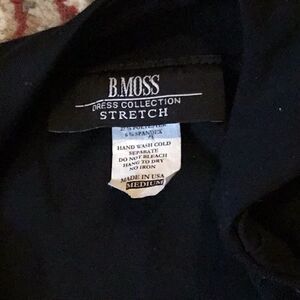 B.MOSS
DRESS COLLECTION
STRETCH
SPANDEX
HAND WASH COLD
SEPARATE
DO NOT BLEACH
HANG TO DRY
NO IRON
MADE IN USA
MEDIUM